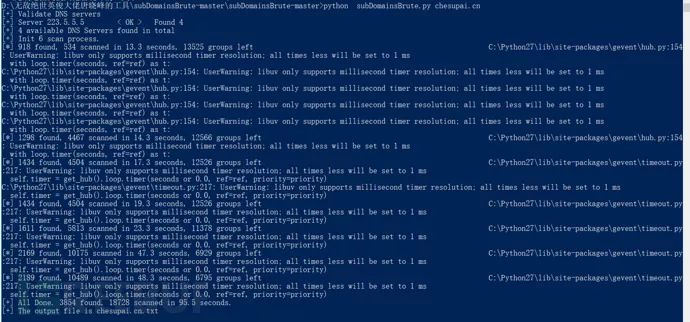 D:\无敌绝世英俊大佬唐晓峰的工具\subDomainsBrute-master\subDomainsBrute-master>python  subDomainsBrute.py chesupai.cn
[+] Validate DNS servers
[+] Server 223.5.5.5 < OK > Found 4
[+] 4 available DNS Servers found in total
[+] Init 6 scan process.
[*] 918 found, 534 scanned in 13.3 seconds, 13525 groups left C:\Python27\lib\site-packages\gevent\hub.py:154
: UserWarning: libuv only supports millisecond timer resolution; all times less will be set to 1 ms
with loop.timer(seconds, ref=ref) as t:
C:\Python27\lib\site-packages\gevent\hub.py:154: UserWarning: libuv only supports millisecond timer resolution; all times less will be set to 1 ms
with loop.timer(seconds, ref=ref) as t:
C:\Python27\lib\site-packages\gevent\hub.py:154: UserWarning: libuv only supports millisecond timer resolution; all times less will be set to 1 ms
with loop.timer(seconds, ref=ref) as t:
C:\Python27\lib\site-packages\gevent\hub.py:154: UserWarning: libuv only supports millisecond timer resolution; all times less will be set to 1 ms
with loop.timer(seconds, ref=ref) as t:
[*] 1298 found, 4467 scanned in 14.3 seconds, 12566 groups left C:\Python27\lib\site-packages\gevent\hub.py:154
: UserWarning: libuv only supports millisecond timer resolution; all times less will be set to 1 ms
with loop.timer(seconds, ref=ref) as t:
[*] 1434 found, 4504 scanned in 17.3 seconds, 12526 groups left C:\Python27\lib\site-packages\gevent\timeout.py
:217: UserWarning: libuv only supports millisecond timer resolution; all times less will be set to 1 ms
self.timer = get_hub().loop.timer(seconds or 0.0, ref=ref, priority=priority)
C:\Python27\lib\site-packages\gevent\timeout.py:217: UserWarning: libuv only supports millisecond timer resolution; all times less will be set to 1 ms
self.timer = get_hub().loop.timer(seconds or 0.0, ref=ref, priority=priority)
[*] 1434 found, 4504 scanned in 19.3 seconds, 12526 groups left C:\Python27\lib\site-packages\gevent\timeout.py
:217: UserWarning: libuv only supports millisecond timer resolution; all times less will be set to 1 ms
self.timer = get_hub().loop.timer(seconds or 0.0, ref=ref, priority=priority)
[*] 1611 found, 5813 scanned in 23.3 seconds, 11378 groups left C:\Python27\lib\site-packages\gevent\timeout.py
:217: UserWarning: libuv only supports millisecond timer resolution; all times less will be set to 1 ms
self.timer = get_hub().loop.timer(seconds or 0.0, ref=ref, priority=priority)
[*] 2169 found, 10175 scanned in 47.3 seconds, 6929 groups left C:\Python27\lib\site-packages\gevent\timeout.py
:217: UserWarning: libuv only supports millisecond timer resolution; all times less will be set to 1 ms
self.timer = get_hub().loop.timer(seconds or 0.0, ref=ref, priority=priority)
[*] 2189 found, 10489 scanned in 48.3 seconds, 6795 groups left C:\Python27\lib\site-packages\gevent\timeout.py
:217: UserWarning: libuv only supports millisecond timer resolution; all times less will be set to 1 ms
self.timer = get_hub().loop.timer(seconds or 0.0, ref=ref, priority=priority)
[+] All Done. 3854 found, 18728 scanned in 95.5 seconds.
[+] The output file is chesupai.cn.txt